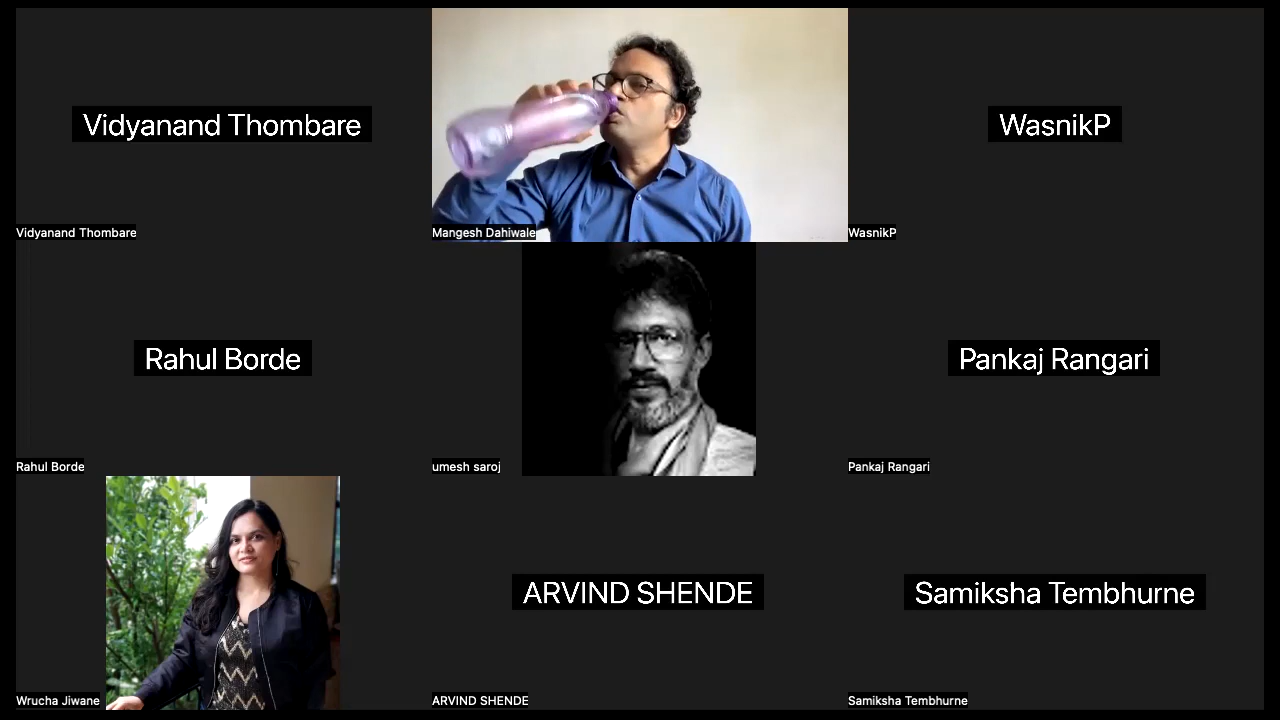 Vidyanand Thombare
Vidyanand Thombare
Mangesh Dahiwale
WasnikP
WasnikP
Rahul Borde
Rahul Borde
umesh saroj
Pankaj Rangari
Pankaj Rangari
Wrucha Jiwane
ARVIND SHENDE
ARVIND SHENDE
Samiksha Tembhurne
Samiksha Tembhurne